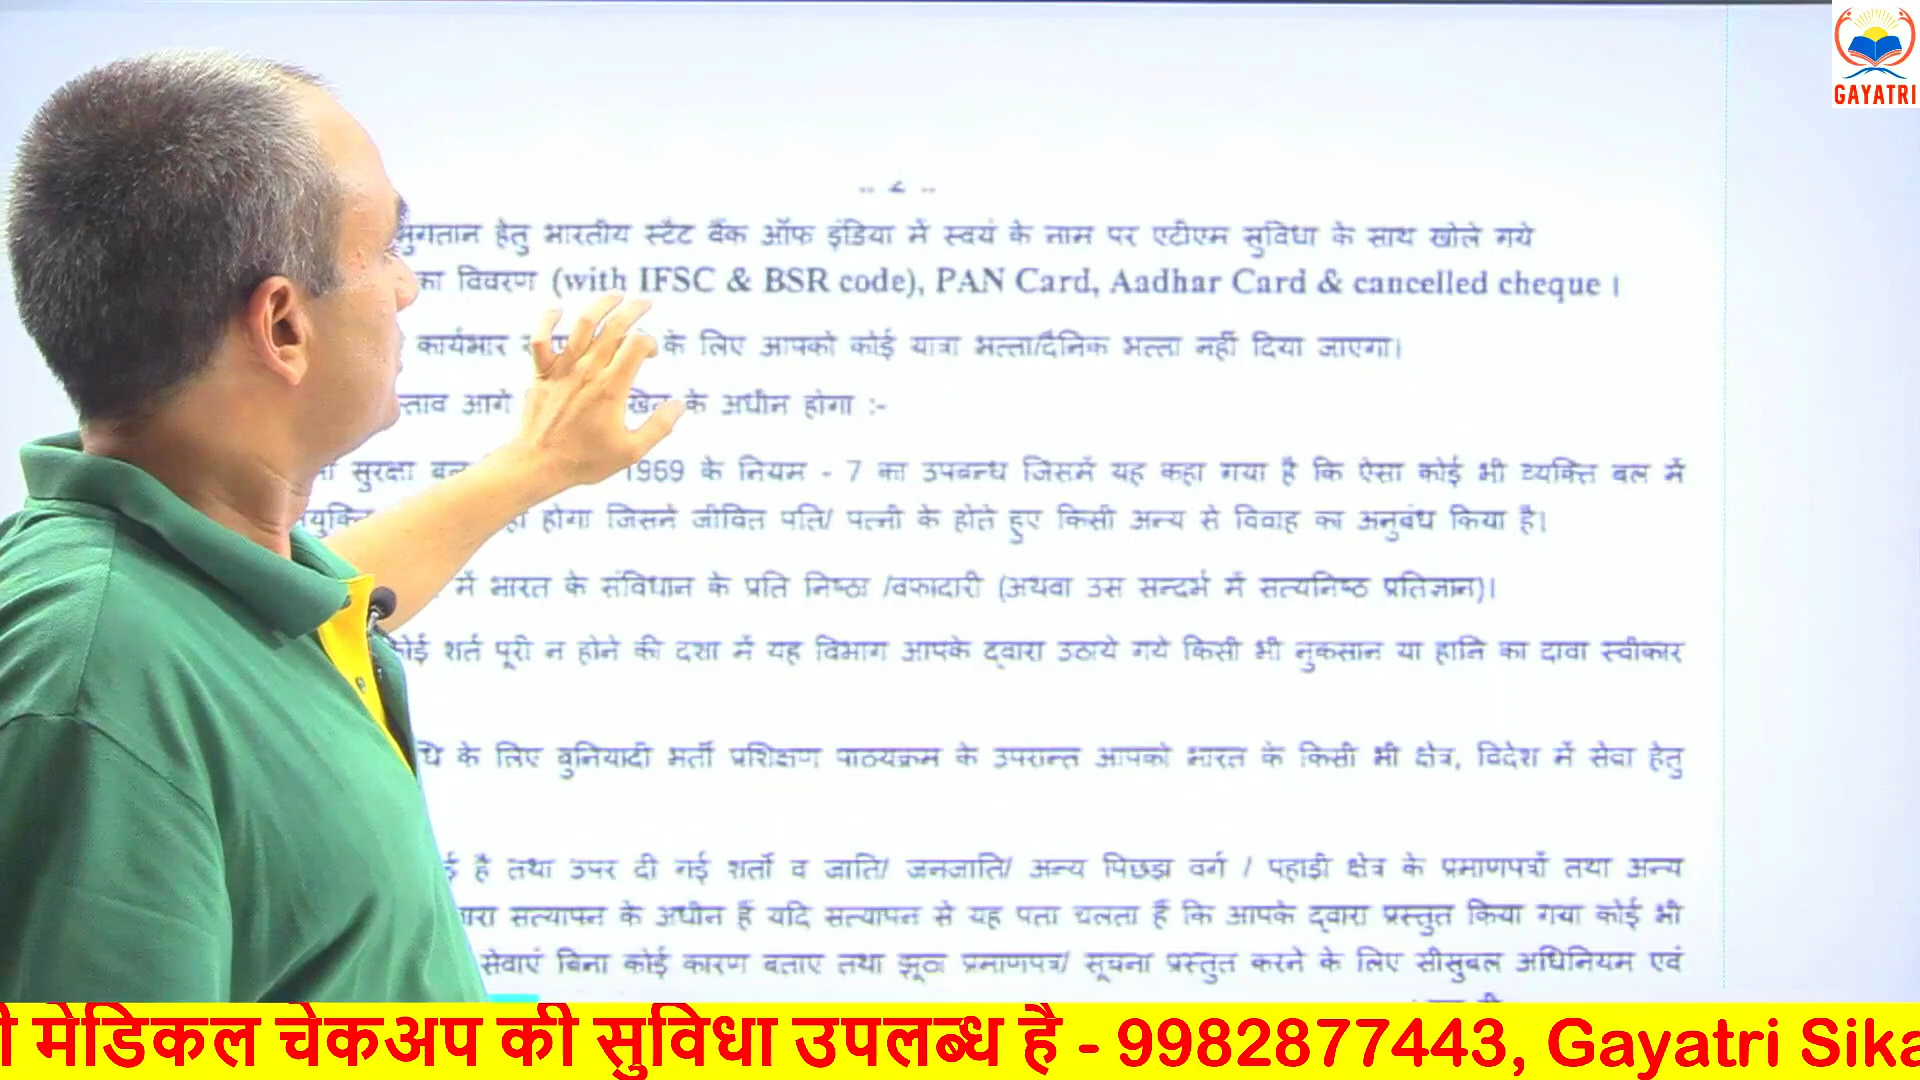 GAYATRI
.. 2 ..
भुगतान हेतु भारतीय स्टैट बैंक ऑफ इंडिया में स्वयं के नाम पर एटीएम सुविधा के साथ खोले गये
का विवरण (with IFSC & BSR code), PAN Card, Aadhar Card & cancelled cheque ।
कार्यभार के लिए आपको कोई यात्रा भत्ता/दैनिक भत्ता नहीं दिया जाएगा।
आगे के अधीन होगा :-
सुरक्षा बल 1969 के नियम - 7 का उपबन्ध जिसमें यह कहा गया है कि ऐसा कोई भी व्यक्ति बल में
होगा जिसने जीवित पति/ पत्नी के होते हुए किसी अन्य से विवाह का अनुबंध किया है।
में भारत के संविधान के प्रति निष्ठा /वफादारी (अथवा उस सन्दर्भ में सत्यनिष्ठ प्रतिज्ञान)।
कोई शर्त पूरी न होने की दशा में यह विभाग आपके द्वारा उठाये गये किसी भी नुकसान या हानि का दावा स्वीकार
के लिए बुनियादी भर्ती प्रशिक्षण पाठ्यक्रम के उपरान्त आपको भारत के किसी भी क्षेत्र, विदेश में सेवा हेतु
है तथा उपर दी गई शर्तो व जाति/ जनजाति/ अन्य पिछड़ा वर्ग / पहाडी क्षेत्र के प्रमाणपत्रों तथा अन्य
सत्यापन के अधीन हैं यदि सत्यापन से यह पता चलता है कि आपके द्वारा प्रस्तुत किया गया कोई भी
सेवाएं बिना कोई कारण बताए तथा झूठा प्रमाणपत्र/ सूचना प्रस्तुत करने के लिए सीसुबल अधिनियम एवं
मेडिकल चेकअप की सुविधा उपलब्ध है - 9982877443, Gayatri Sika